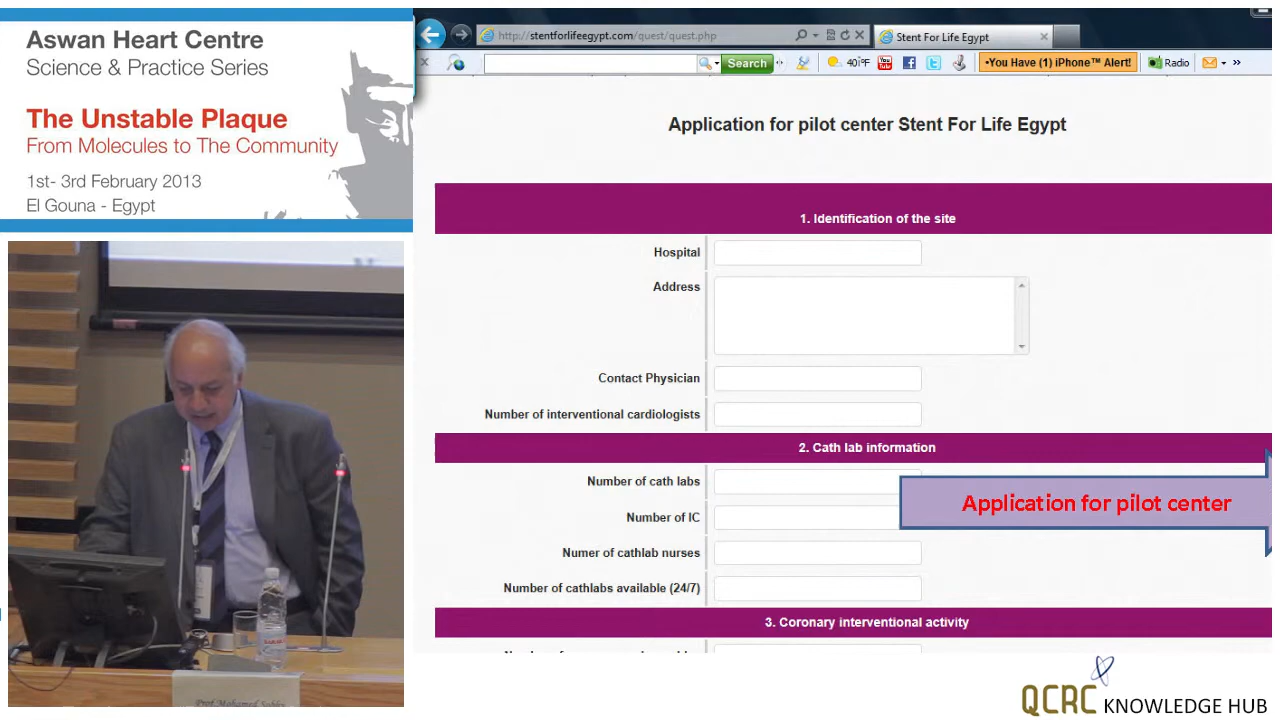 Aswan Heart Centre
Science & Practice Series
The Unstable Plaque
From Molecules to The Community
1st- 3rd February 2013
El Gouna - Egypt
http://stentforlifeegypt.com/quest/quest.php
Stent For Life Egypt
Search
40°F
•You Have (1) iPhone™ Alert!
Radio
Application for pilot center Stent For Life Egypt
1. Identification of the site
Hospital
Address
Contact Physician
Number of interventional cardiologists
2. Cath lab information
Number of cath labs
Number of IC
Numer of cathlab nurses
Number of cathlabs available (24/7)
Application for pilot center
3. Coronary interventional activity
Prof. Mohamed
QCRC KNOWLEDGE HUB